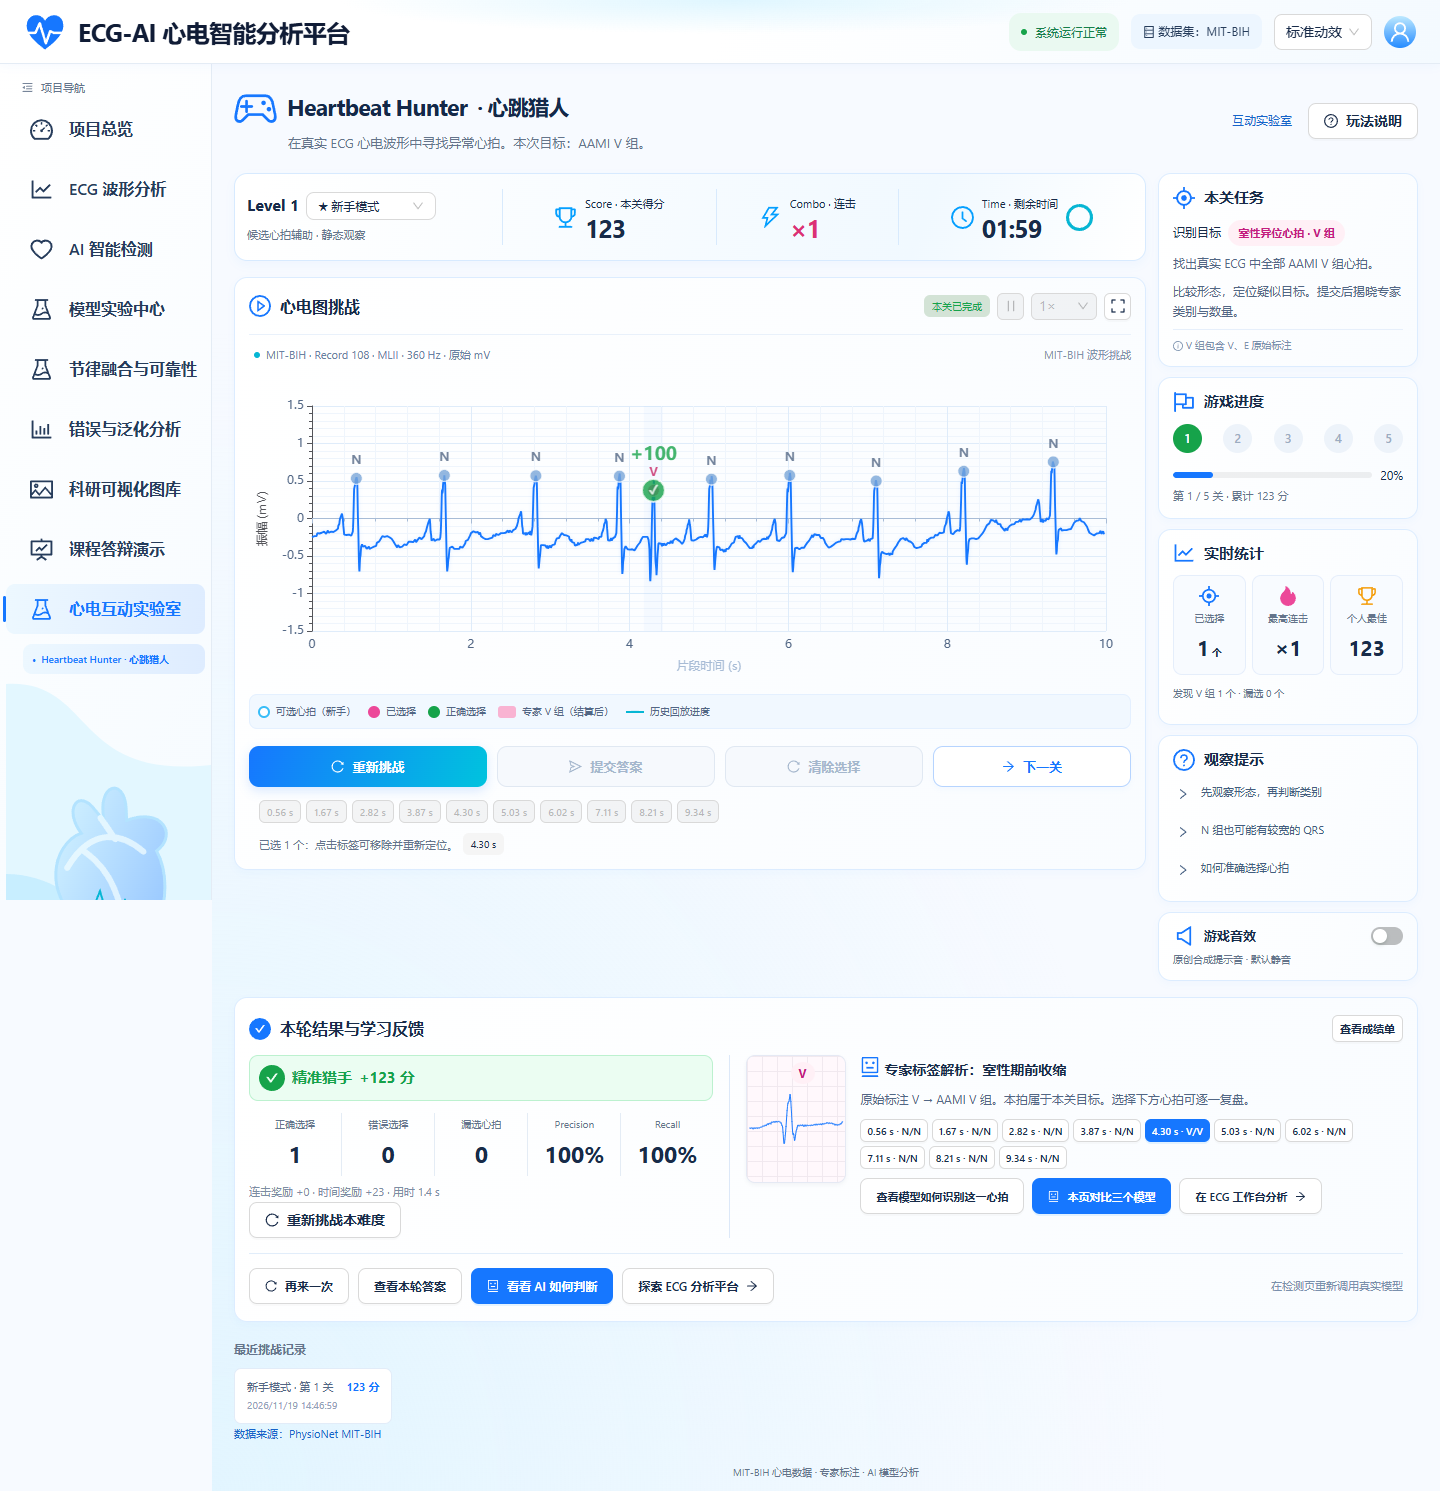 ECG-AI 心电智能分析平台
系统运行正常
数据集：MIT-BIH
标准动效
项目导航
项目总览
ECG 波形分析
AI 智能检测
模型实验中心
节律融合与可靠性
错误与泛化分析
科研可视化图库
课程答辩演示
心电互动实验室
• Heartbeat Hunter · 心跳猎人
Heartbeat Hunter · 心跳猎人
在真实 ECG 心电波形中寻找异常心拍。本次目标：AAMI V 组。
互动实验室
玩法说明
Level 1
★ 新手模式
候选心拍辅助 · 静态观察
Score · 本关得分
123
Combo · 连击
×1
Time · 剩余时间
01:59
心电图挑战
本关已完成
1×
MIT-BIH · Record 108 · MLII · 360 Hz · 原始 mV
MIT-BIH 波形挑战
振幅 (mV)
1.5
1
0.5
0
-0.5
-1
-1.5
N
N
N
N
+100
V
N
N
N
N
N
0
2
4
6
8
10
片段时间 (s)
可选心拍（新手）
已选择
正确选择
专家 V 组（结算后）
历史回放进度
重新挑战
提交答案
清除选择
下一关
0.56 s
1.67 s
2.82 s
3.87 s
4.30 s
5.03 s
6.02 s
7.11 s
8.21 s
9.34 s
已选 1 个：点击标签可移除并重新定位。
4.30 s
本关任务
识别目标
室性异位心拍 · V 组
找出真实 ECG 中全部 AAMI V 组心拍。
比较形态，定位疑似目标。提交后揭晓专家
类别与数量。
V 组包含 V、E 原始标注
游戏进度
1
2
3
4
5
20%
第 1 / 5 关 · 累计 123 分
实时统计
已选择
1 个
最高连击
×1
个人最佳
123
发现 V 组 1 个 · 漏选 0 个
观察提示
先观察形态，再判断类别
N 组也可能有较宽的 QRS
如何准确选择心拍
游戏音效
原创合成提示音 · 默认静音
本轮结果与学习反馈
查看成绩单
精准猎手 +123 分
正确选择
1
错误选择
0
漏选心拍
0
Precision
100%
Recall
100%
连击奖励 +0 · 时间奖励 +23 · 用时 1.4 s
重新挑战本难度
V
专家标签解析：室性期前收缩
原始标注 V → AAMI V 组。本拍属于本关目标。选择下方心拍可逐一复盘。
0.56 s · N/N
1.67 s · N/N
2.82 s · N/N
3.87 s · N/N
4.30 s · V/V
5.03 s · N/N
6.02 s · N/N
7.11 s · N/N
8.21 s · N/N
9.34 s · N/N
查看模型如何识别这一心拍
本页对比三个模型
在 ECG 工作台分析
再来一次
查看本轮答案
看看 AI 如何判断
探索 ECG 分析平台
在检测页重新调用真实模型
最近挑战记录
新手模式 · 第 1 关
123 分
2026/11/19 14:46:59
数据来源：PhysioNet MIT-BIH
MIT-BIH 心电数据 · 专家标注 · AI 模型分析